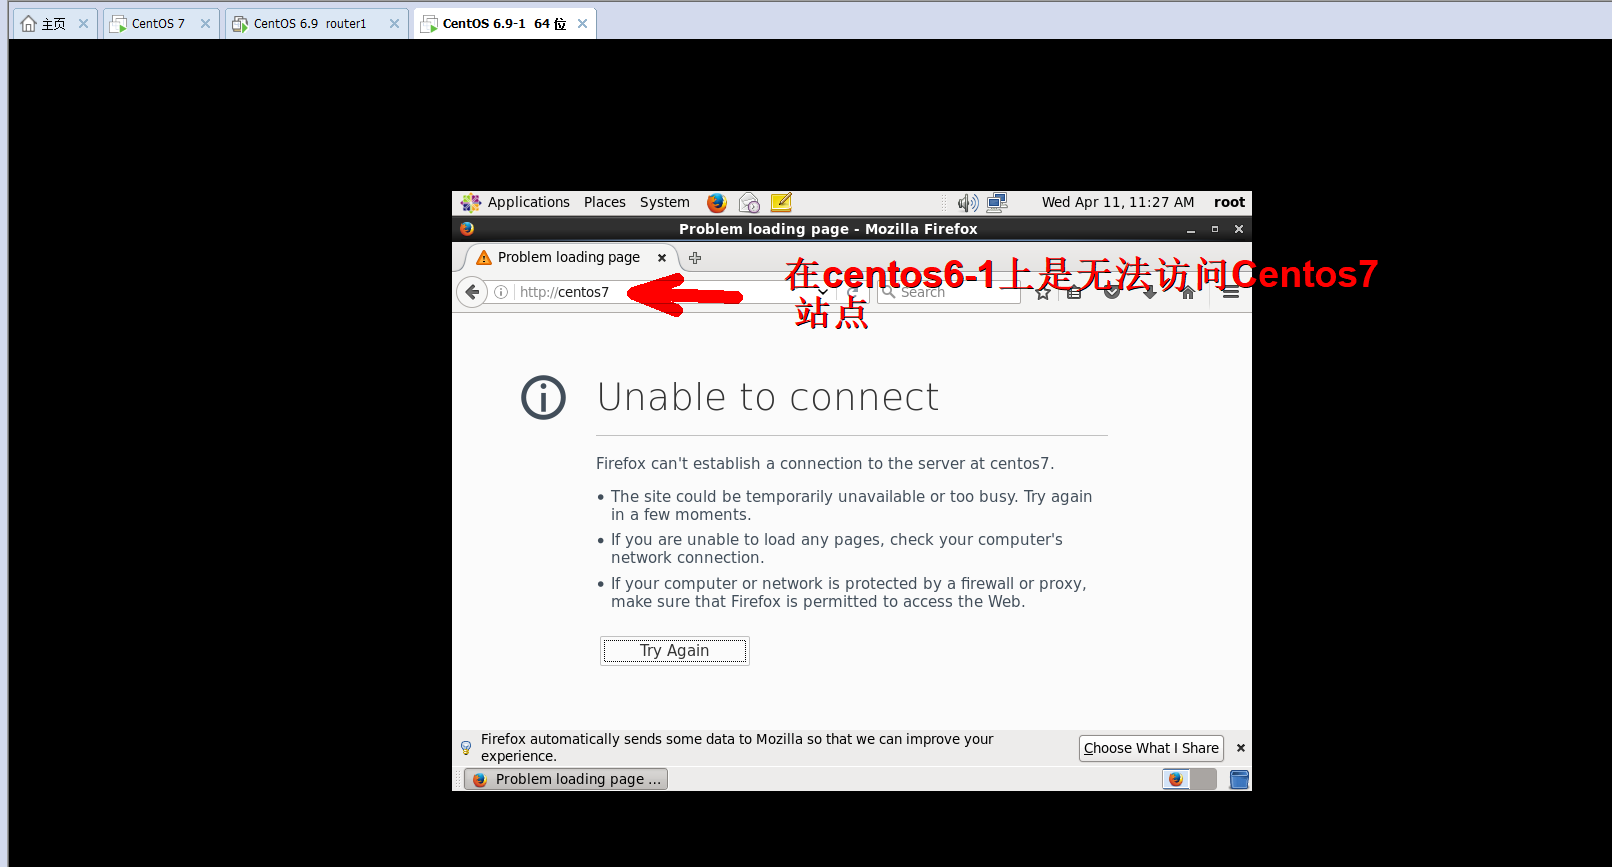 主页
CentOS 7
CentOS 6.9 router1
CentOS 6.9-1 64 位
Applications Places System
Wed Apr 11, 11:27 AM root
Problem loading page - Mozilla Firefox
Problem loading page
在centos6-1上是无法访问Centos7
站点
http://centos7
Search
Unable to connect
Firefox can't establish a connection to the server at centos7.
• The site could be temporarily unavailable or too busy. Try again
in a few moments.
• If you are unable to load any pages, check your computer's
network connection.
• If your computer or network is protected by a firewall or proxy,
make sure that Firefox is permitted to access the Web.
Try Again
Firefox automatically sends some data to Mozilla so that we can improve your
experience.
Choose What I Share
Problem loading page ...